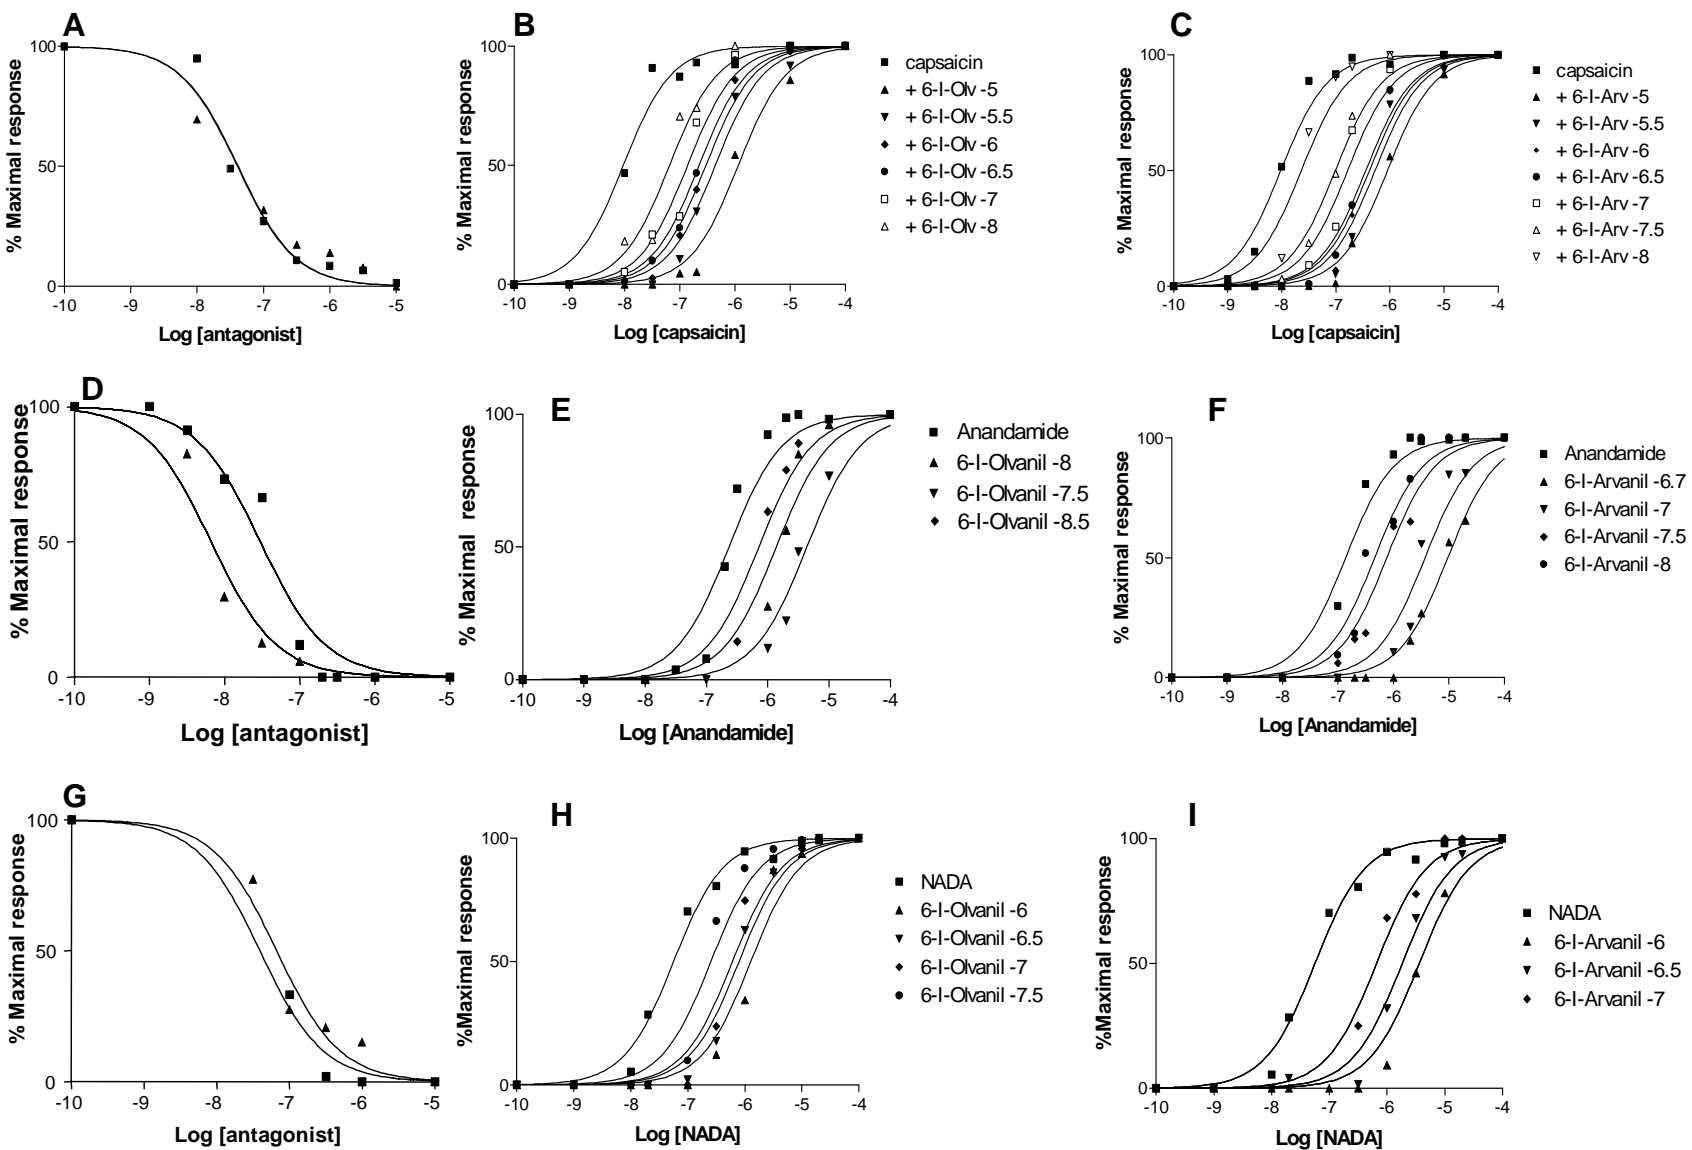 A
% Maximal response
100
50
0
-10 -9 -8 -7 -6 -5
Log [antagonist]
B
% Maximal response
100
50
0
-10 -9 -8 -7 -6 -5 -4
Log [capsaicin]
capsaicin
+ 6-I-Olv -5
+ 6-I-Olv -5.5
+ 6-I-Olv -6
+ 6-I-Olv -6.5
+ 6-I-Olv -7
+ 6-I-Olv -8
C
% Maximal response
100
50
0
-10 -9 -8 -7 -6 -5 -4
Log [capsaicin]
capsaicin
+ 6-I-Arv -5
+ 6-I-Arv -5.5
+ 6-I-Arv -6
+ 6-I-Arv -6.5
+ 6-I-Arv -7
+ 6-I-Arv -7.5
+ 6-I-Arv -8
D
% Maximal response
100
50
0
-10 -9 -8 -7 -6 -5
Log [antagonist]
E
% Maximal response
100
50
0
-10 -9 -8 -7 -6 -5 -4
Log [Anandamide]
Anandamide
6-I-Olvanil -8
6-I-Olvanil -7.5
6-I-Olvanil -8.5
F
% Maximal response
100
50
0
-10 -9 -8 -7 -6 -5 -4
Log [Anandamide]
Anandamide
6-I-Arvanil -6.7
6-I-Arvanil -7
6-I-Arvanil -7.5
6-I-Arvanil -8
G
% Maximal response
100
50
0
-10 -9 -8 -7 -6 -5
Log [antagonist]
H
%Maximal response
100
50
0
-10 -9 -8 -7 -6 -5 -4
Log [NADA]
NADA
6-I-Olvanil -6
6-I-Olvanil -6.5
6-I-Olvanil -7
6-I-Olvanil -7.5
I
%Maximal response
100
50
0
-10 -9 -8 -7 -6 -5 -4
Log [NADA]
NADA
6-I-Arvanil -6
6-I-Arvanil -6.5
6-I-Arvanil -7